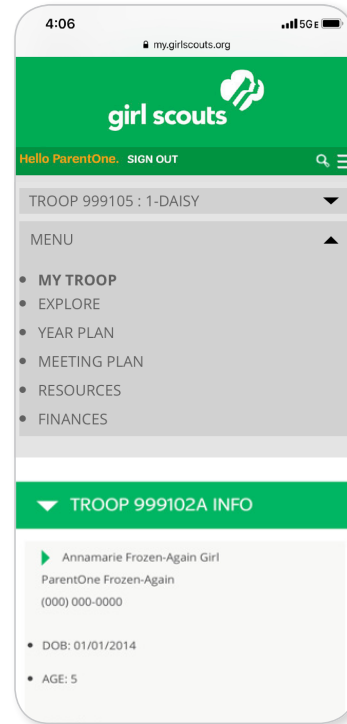 4:06
5G E
my.girlscouts.org
girl scouts
Hello ParentOne. SIGN OUT
TROOP 999105 : 1-DAISY
MENU
MY TROOP
EXPLORE
YEAR PLAN
MEETING PLAN
RESOURCES
FINANCES
TROOP 999102A INFO
Annamarie Frozen-Again Girl
ParentOne Frozen-Again
(000) 000-0000
DOB: 01/01/2014
AGE: 5